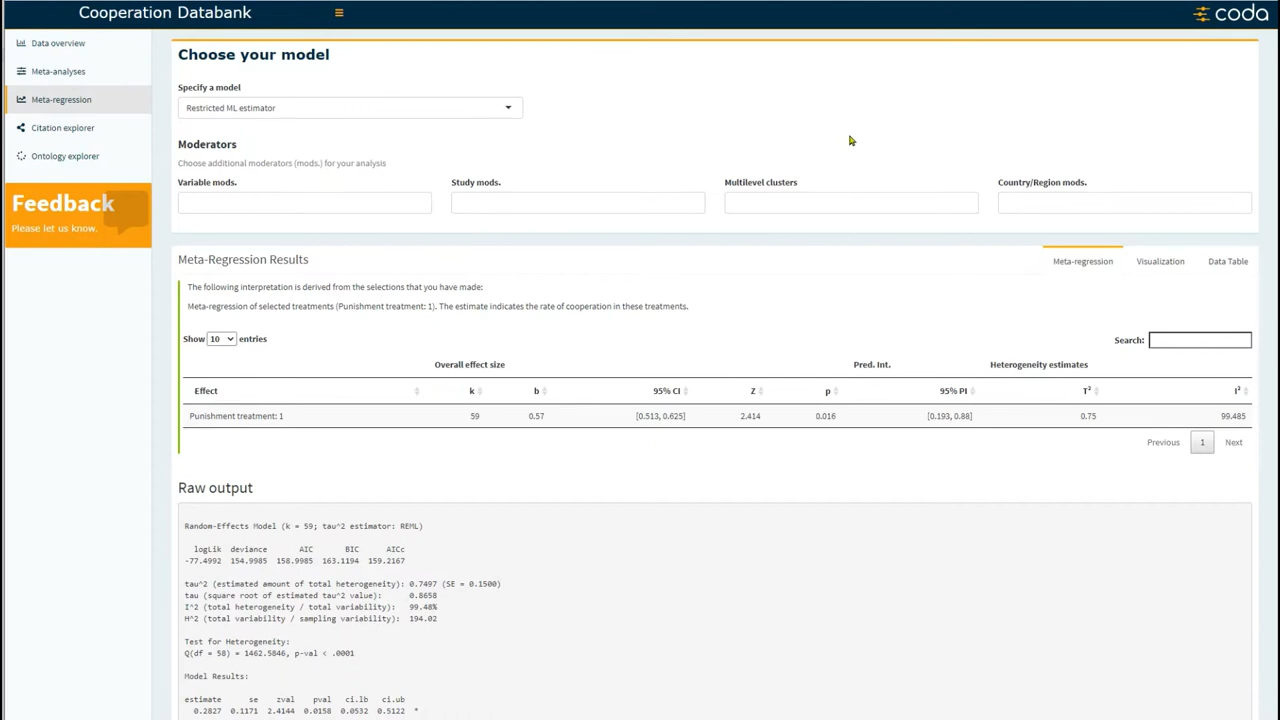 Cooperation Databank
coda
Data overview
Meta-analyses
Meta-regression
Citation explorer
Ontology explorer
Feedback
Please let us know.
Choose your model
Specify a model
Restricted ML estimator
Moderators
Choose additional moderators (mods.) for your analysis
Variable mods. Study mods. Multilevel clusters Country/Region mods.
Meta-Regression Results Meta-regression Visualization Data Table
The following interpretation is derived from the selections that you have made:
Meta-regression of selected treatments (Punishment treatment: 1). The estimate indicates the rate of cooperation in these treatments.
Show 10 entries Search:
Overall effect size Pred. Int. Heterogeneity estimates
Effect k b 95% CI Z p 95% PI T² I²
Punishment treatment: 1 59 0.57 [0.513, 0.625] 2.414 0.016 [0.193, 0.88] 0.75 99.485
Previous 1 Next
Raw output
Random-Effects Model (k = 59; tau^2 estimator: REML)
logLik deviance AIC BIC AICc
-77.4992 154.9985 158.9985 163.1194 159.2167
tau^2 (estimated amount of total heterogeneity): 0.7497 (SE = 0.1500)
tau (square root of estimated tau^2 value): 0.8658
I^2 (total heterogeneity / total variability): 99.48%
H^2 (total variability / sampling variability): 194.02
Test for Heterogeneity:
Q(df = 58) = 1462.5846, p-val < .0001
Model Results:
estimate se zval pval ci.lb ci.ub
0.2827 0.1171 2.4144 0.0158 0.0532 0.5122 *